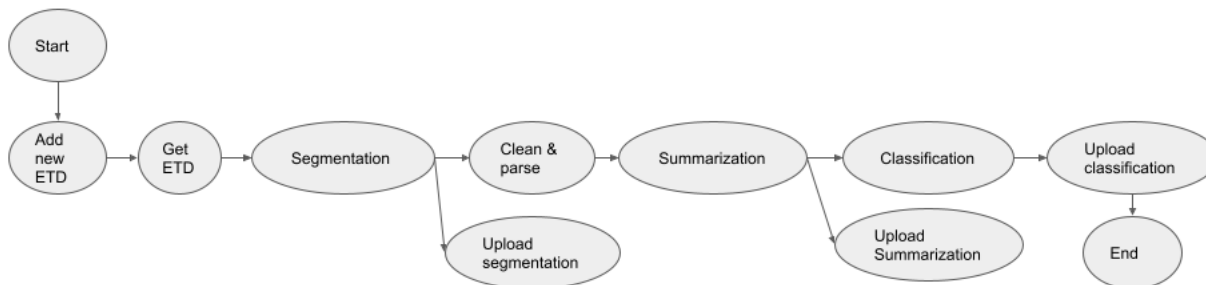 Start
Add
new
ETD
Get
ETD
Segmentation
Clean &
parse
Summarization
Classification
Upload
classification
Upload
segmentation
Upload
Summarization
End